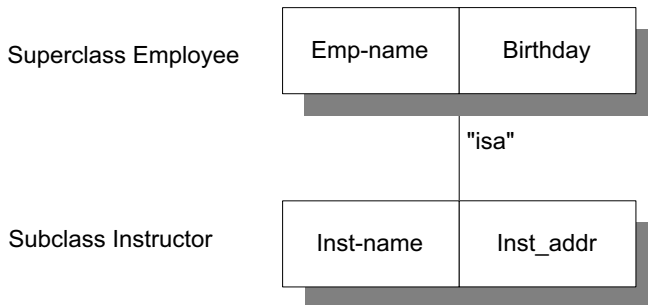 Superclass Employee
Emp-name
Birthday
"isa"
Subclass Instructor
Inst-name
Inst_addr